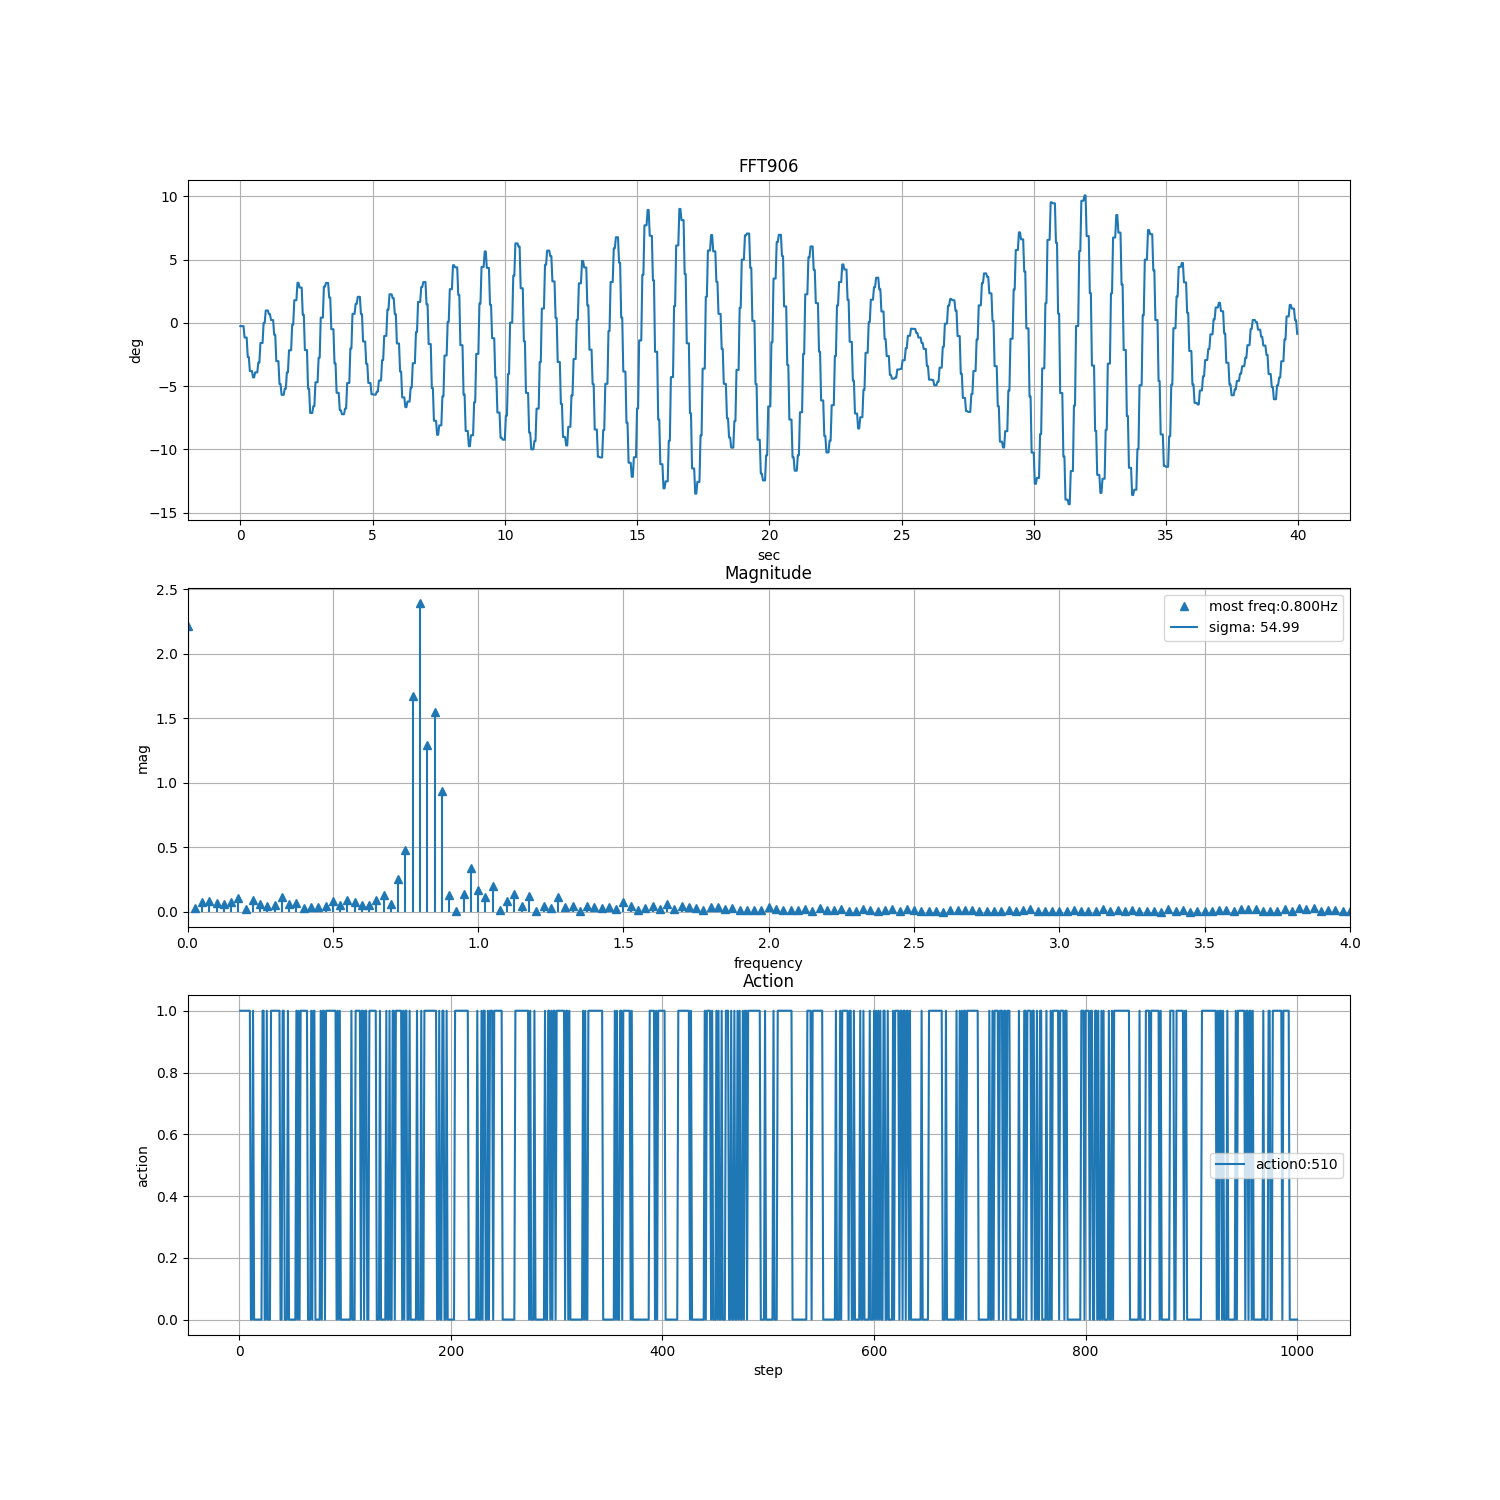 FFT906
10
5
0
−5
−10
−15
deg
0 5 10 15 20 25 30 35 40
sec
Magnitude
2.5
2.0
1.5
1.0
0.5
0.0
mag
most freq:0.800Hz
sigma: 54.99
0.0 0.5 1.0 1.5 2.0 2.5 3.0 3.5 4.0
frequency
Action
1.0
0.8
0.6
0.4
0.2
0.0
action
action0:510
0 200 400 600 800 1000
step